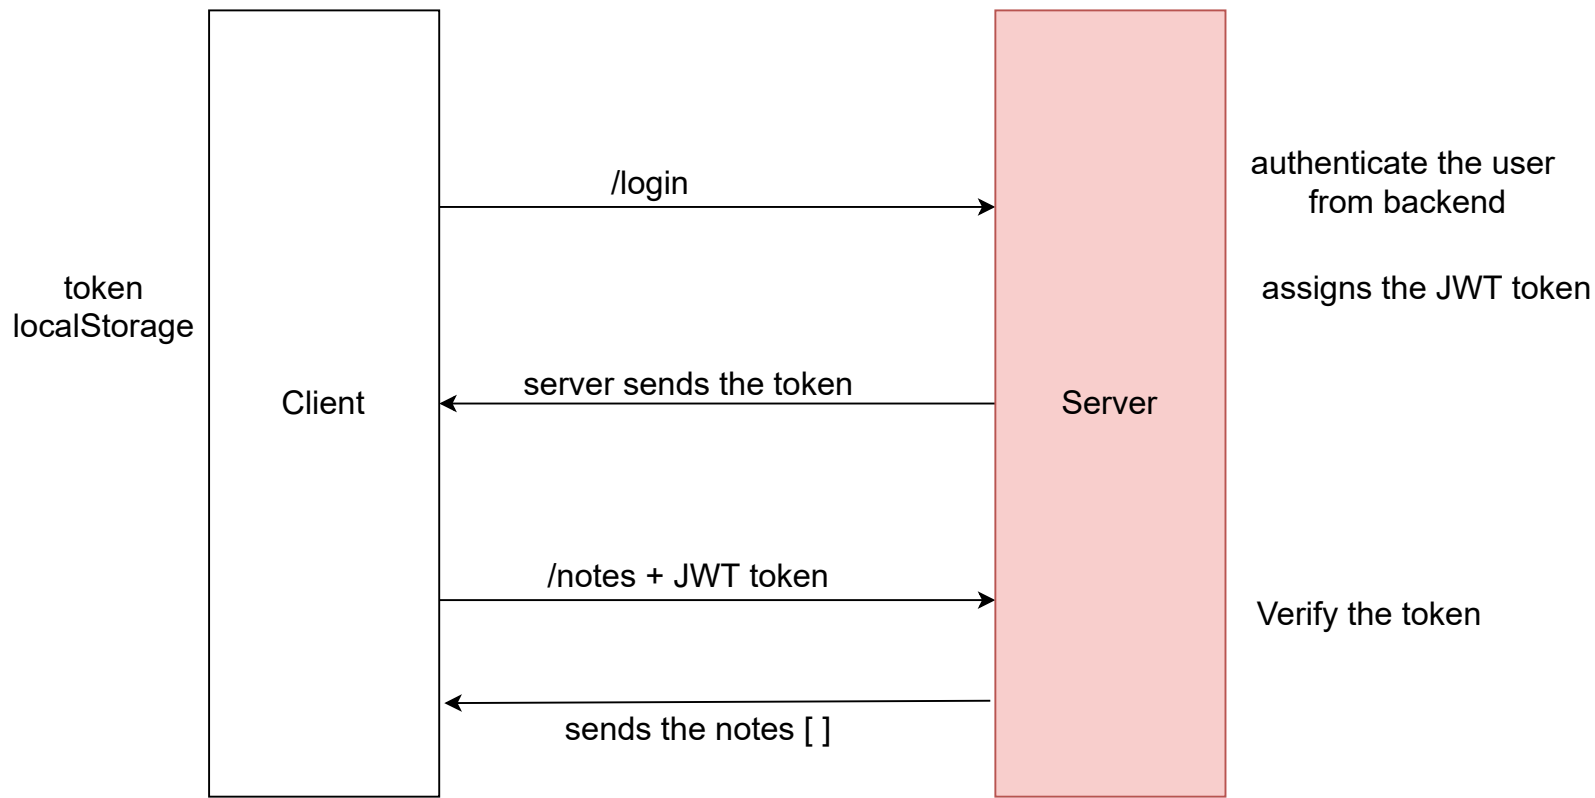 /login
authenticate the user
from backend
token
localStorage
assigns the JWT token
Client
server sends the token
Server
/notes + JWT token
Verify the token
sends the notes [ ]